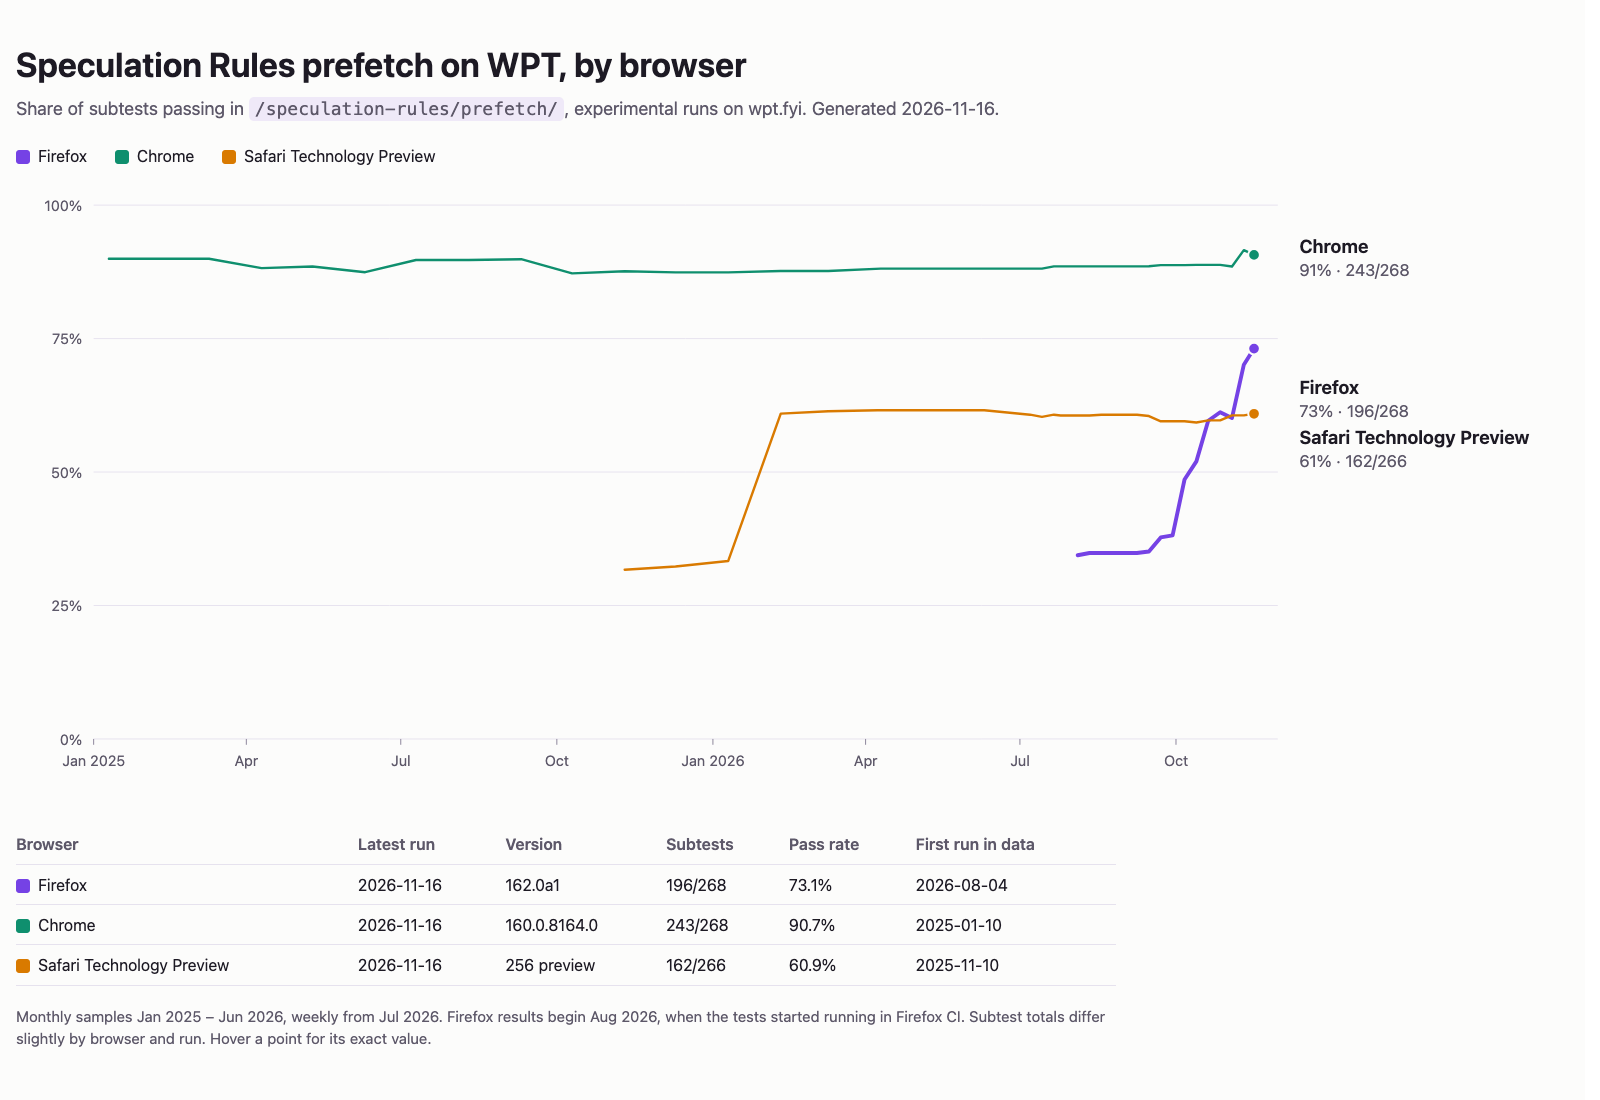 Speculation Rules prefetch on WPT, by browser
Share of subtests passing in /speculation-rules/prefetch/, experimental runs on wpt.fyi. Generated 2026-11-16.
Firefox Chrome Safari Technology Preview
100%
75%
50%
25%
0%
Chrome
91% · 243/268
Firefox
73% · 196/268
Safari Technology Preview
61% · 162/266
Jan 2025 Apr Jul Oct Jan 2026 Apr Jul Oct
Browser Latest run Version Subtests Pass rate First run in data
Firefox 2026-11-16 162.0a1 196/268 73.1% 2026-08-04
Chrome 2026-11-16 160.0.8164.0 243/268 90.7% 2025-01-10
Safari Technology Preview 2026-11-16 256 preview 162/266 60.9% 2025-11-10
Monthly samples Jan 2025 – Jun 2026, weekly from Jul 2026. Firefox results begin Aug 2026, when the tests started running in Firefox CI. Subtest totals differ
slightly by browser and run. Hover a point for its exact value.